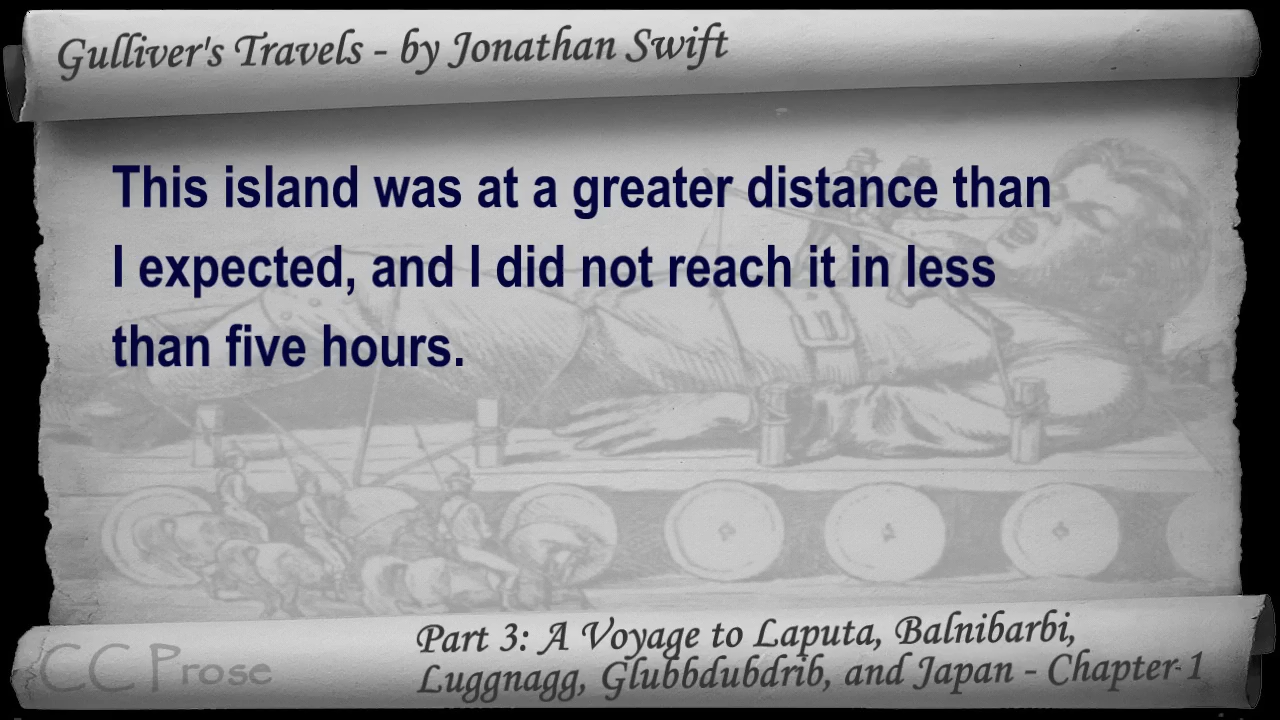 Gulliver's Travels - by Jonathan Swift
This island was at a greater distance than
I expected, and I did not reach it in less
than five hours.
CC Prose
Part 3: A Voyage to Laputa, Balnibarbi,
Luggnagg, Glubbdubdrib, and Japan - Chapter 1